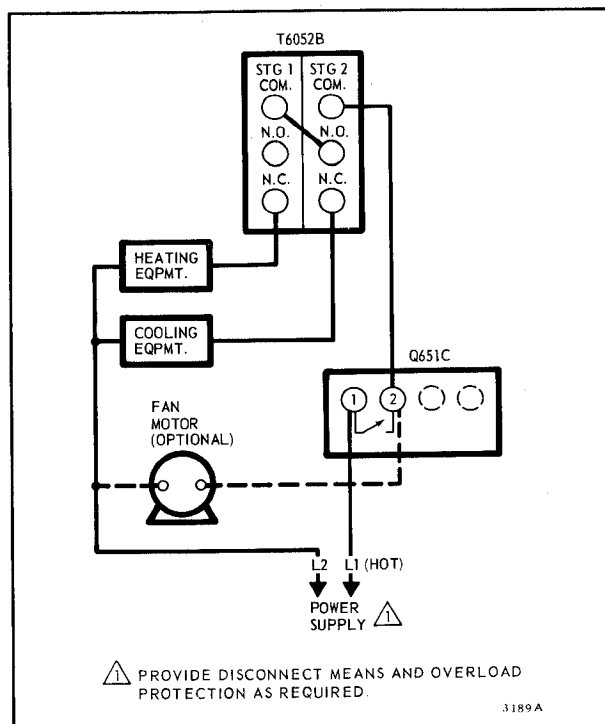 T6052B
STG 1 STG 2
COM. COM.
N.O. N.O.
N.C. N.C.
HEATING
EQPMT.
COOLING
EQPMT.
Q651C
1 2
FAN
MOTOR
(OPTIONAL)
L2 L1 (HOT)
POWER
SUPPLY 1
1 PROVIDE DISCONNECT MEANS AND OVERLOAD
PROTECTION AS REQUIRED.
3189A